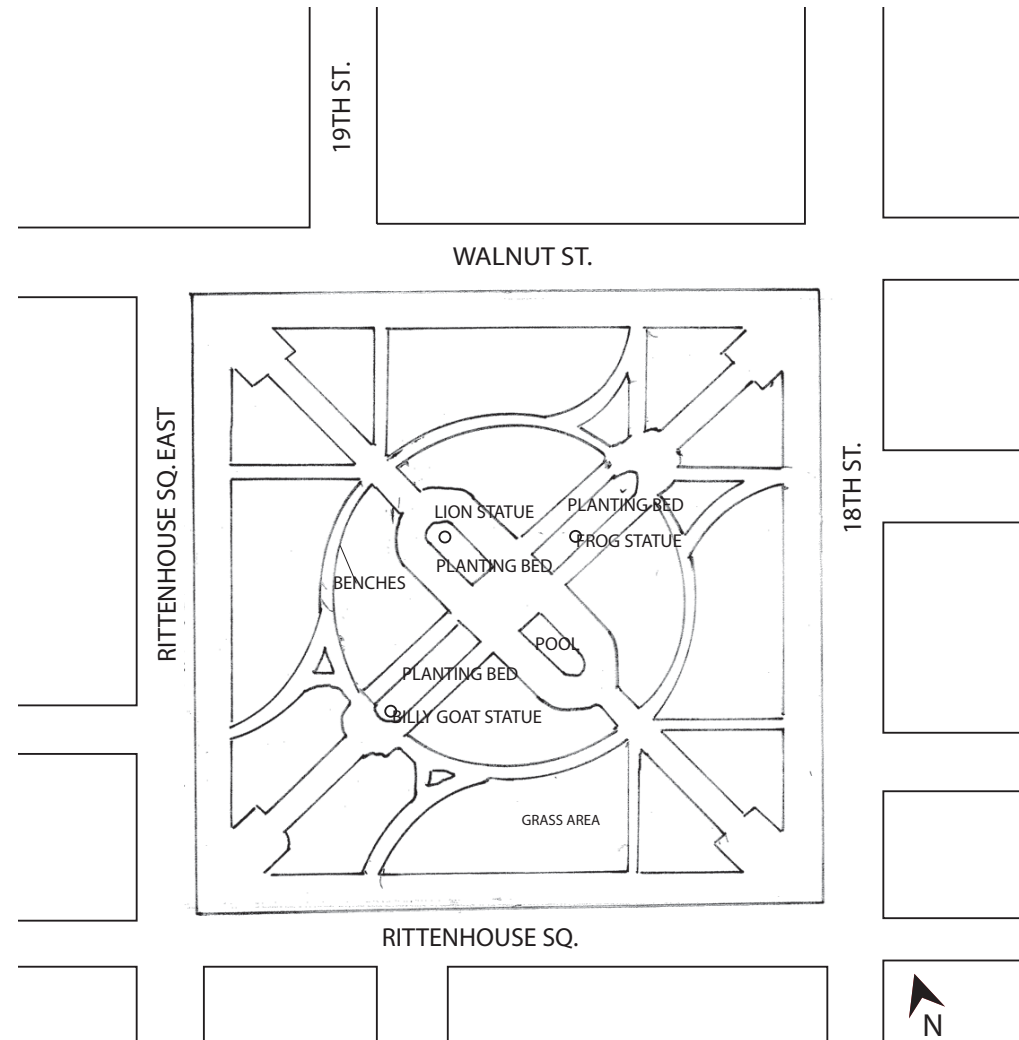 19TH ST.
WALNUT ST.
RITTENHOUSE SQ. EAST
18TH ST.
LION STATUE
PLANTING BED
FROG STATUE
PLANTING BED
BENCHES
POOL
PLANTING BED
BILLY GOAT STATUE
GRASS AREA
RITTENHOUSE SQ.
N